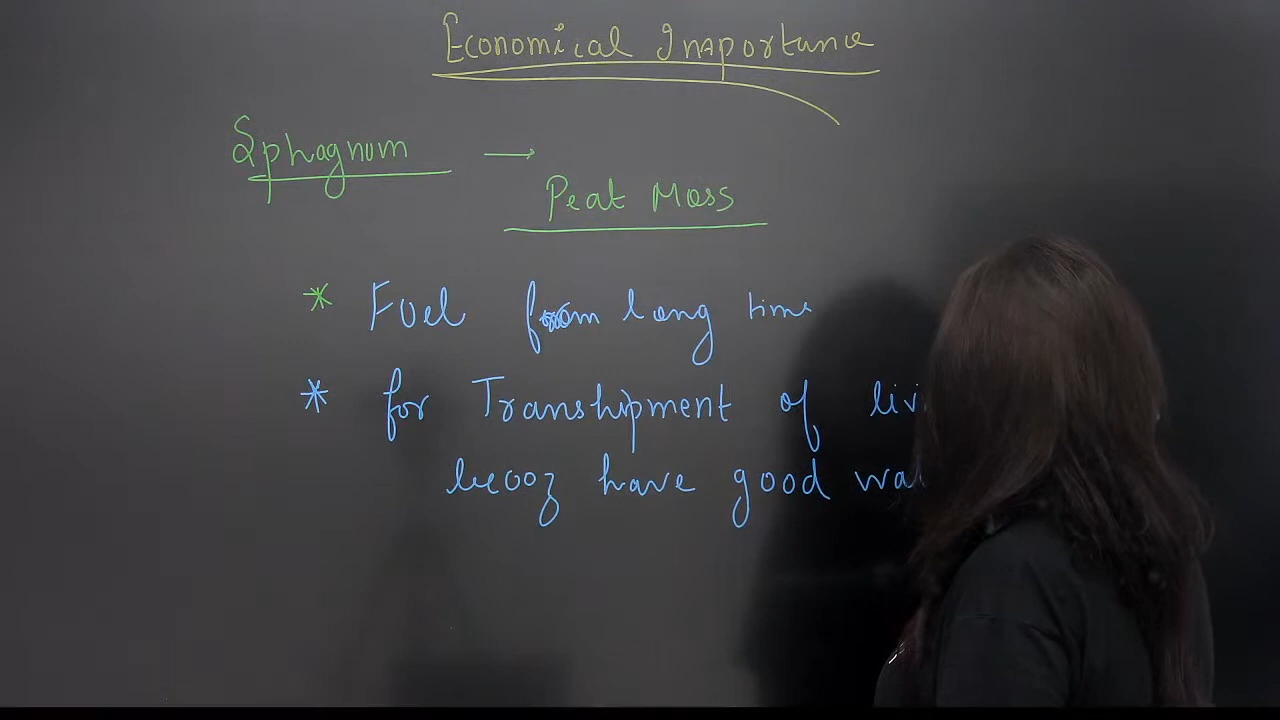 Economical Importance
Sphagnum →
Peat Moss
* Fuel from long time
* for Transhipment of
becoz have good